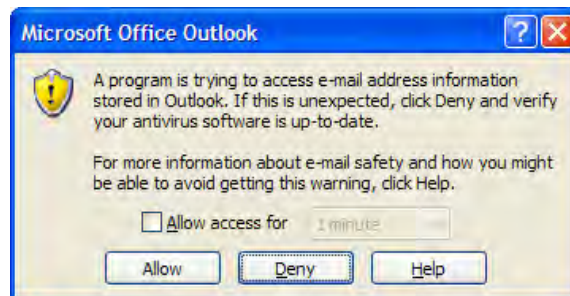 Microsoft Office Outlook
A program is trying to access e-mail address information
stored in Outlook. If this is unexpected, click Deny and verify
your antivirus software is up-to-date.
For more information about e-mail safety and how you might
be able to avoid getting this warning, click Help.
Allow access for 1 minute
Allow Deny Help